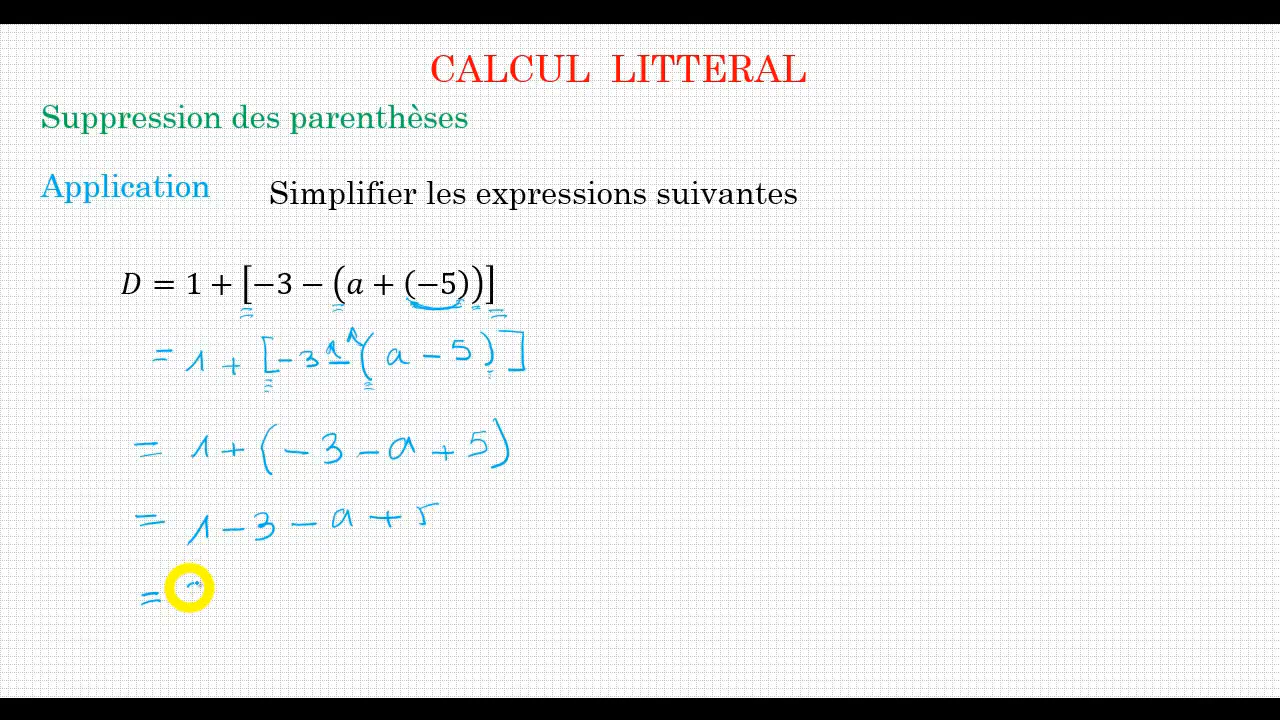 CALCUL LITTERAL
Suppression des parenthèses
Application Simplifier les expressions suivantes
D = 1 + [−3 − (a + (−5))]
= 1 + [−3 − (a − 5)]
= 1 + (−3 − a + 5)
= 1 − 3 − a + 5
=